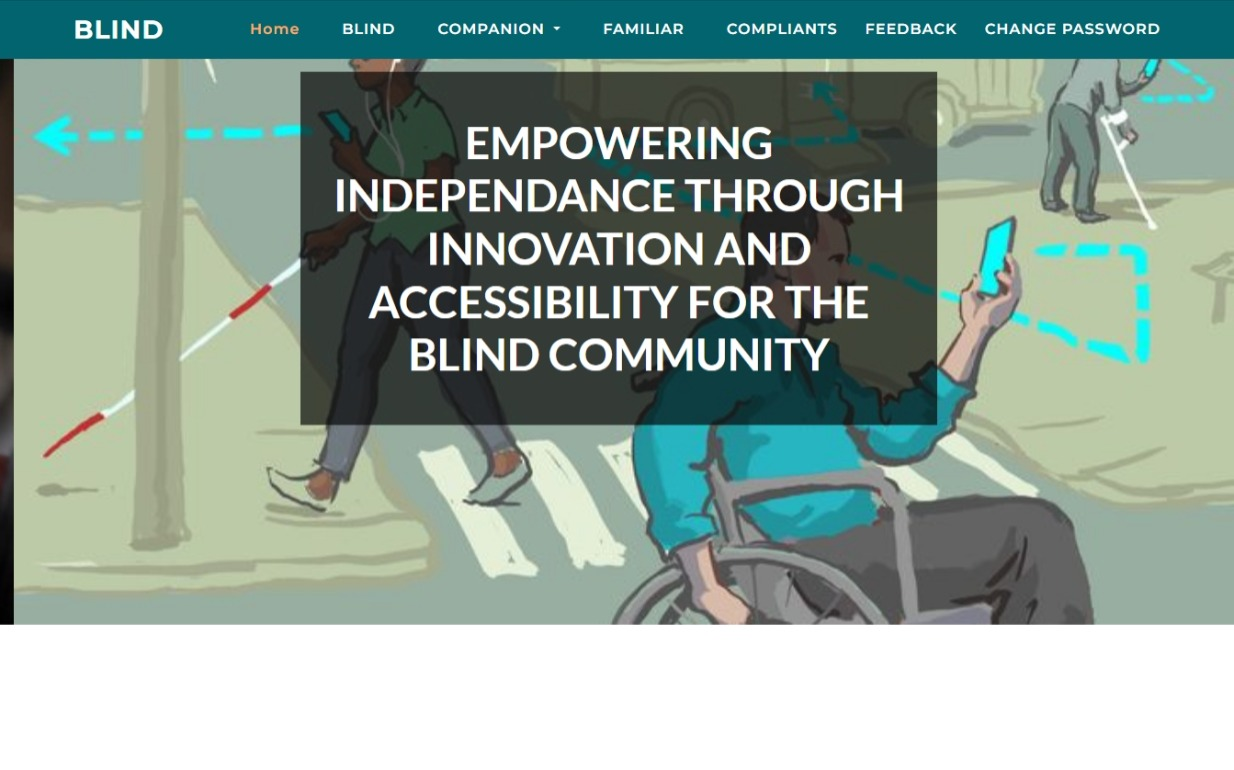 BLIND Home BLIND COMPANION FAMILIAR COMPLIANTS FEEDBACK CHANGE PASSWORD
EMPOWERING
INDEPENDANCE THROUGH
INNOVATION AND
ACCESSIBILITY FOR THE
BLIND COMMUNITY